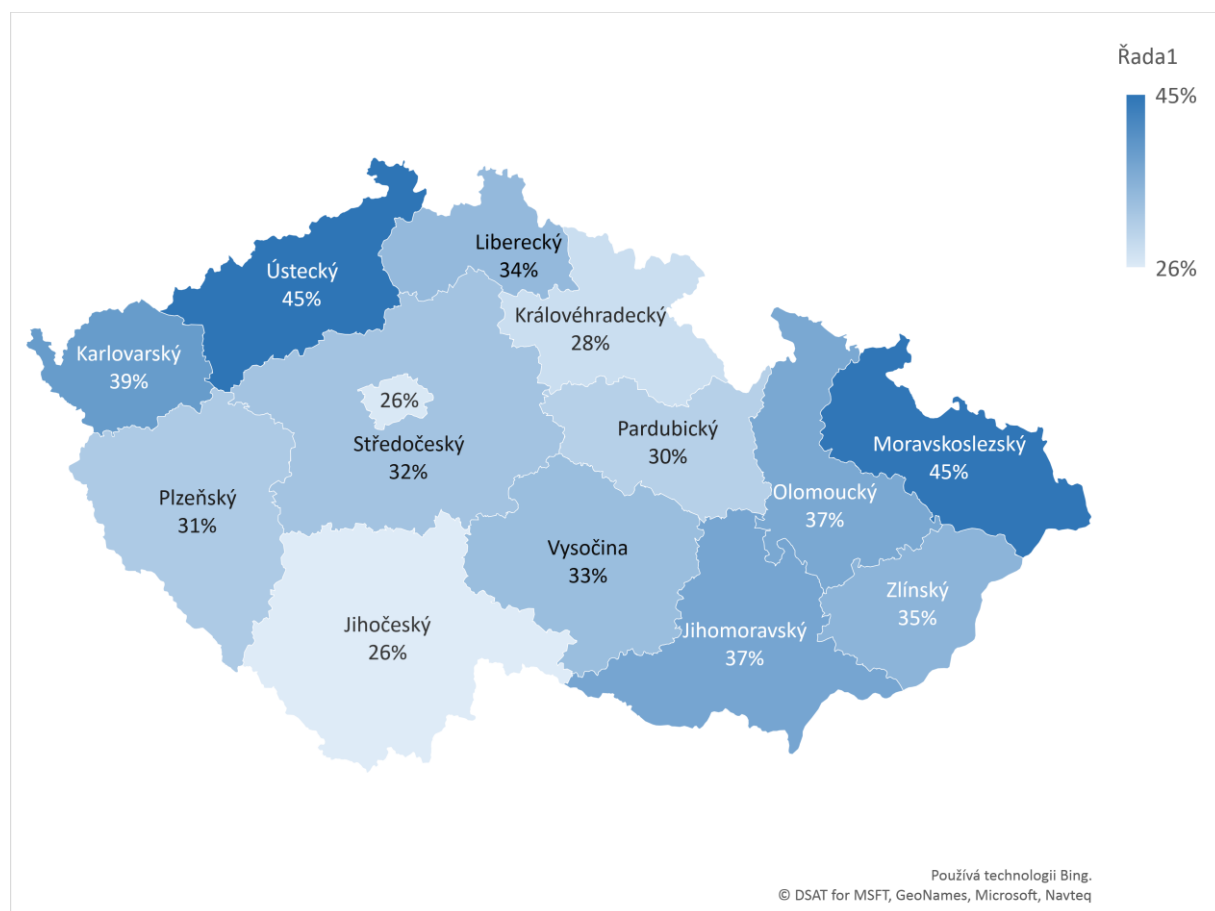 Řada1
45%
26%
Liberecký
34%
Ústecký
45%
Královéhradecký
28%
Karlovarský
39%
26%
Pardubický
30%
Středočeský
32%
Moravskoslezský
45%
Plzeňský
31%
Olomoucký
37%
Vysočina
33%
Zlínský
35%
Jihočeský
26%
Jihomoravský
37%
Používá technologii Bing.
© DSAT for MSFT, GeoNames, Microsoft, Navteq